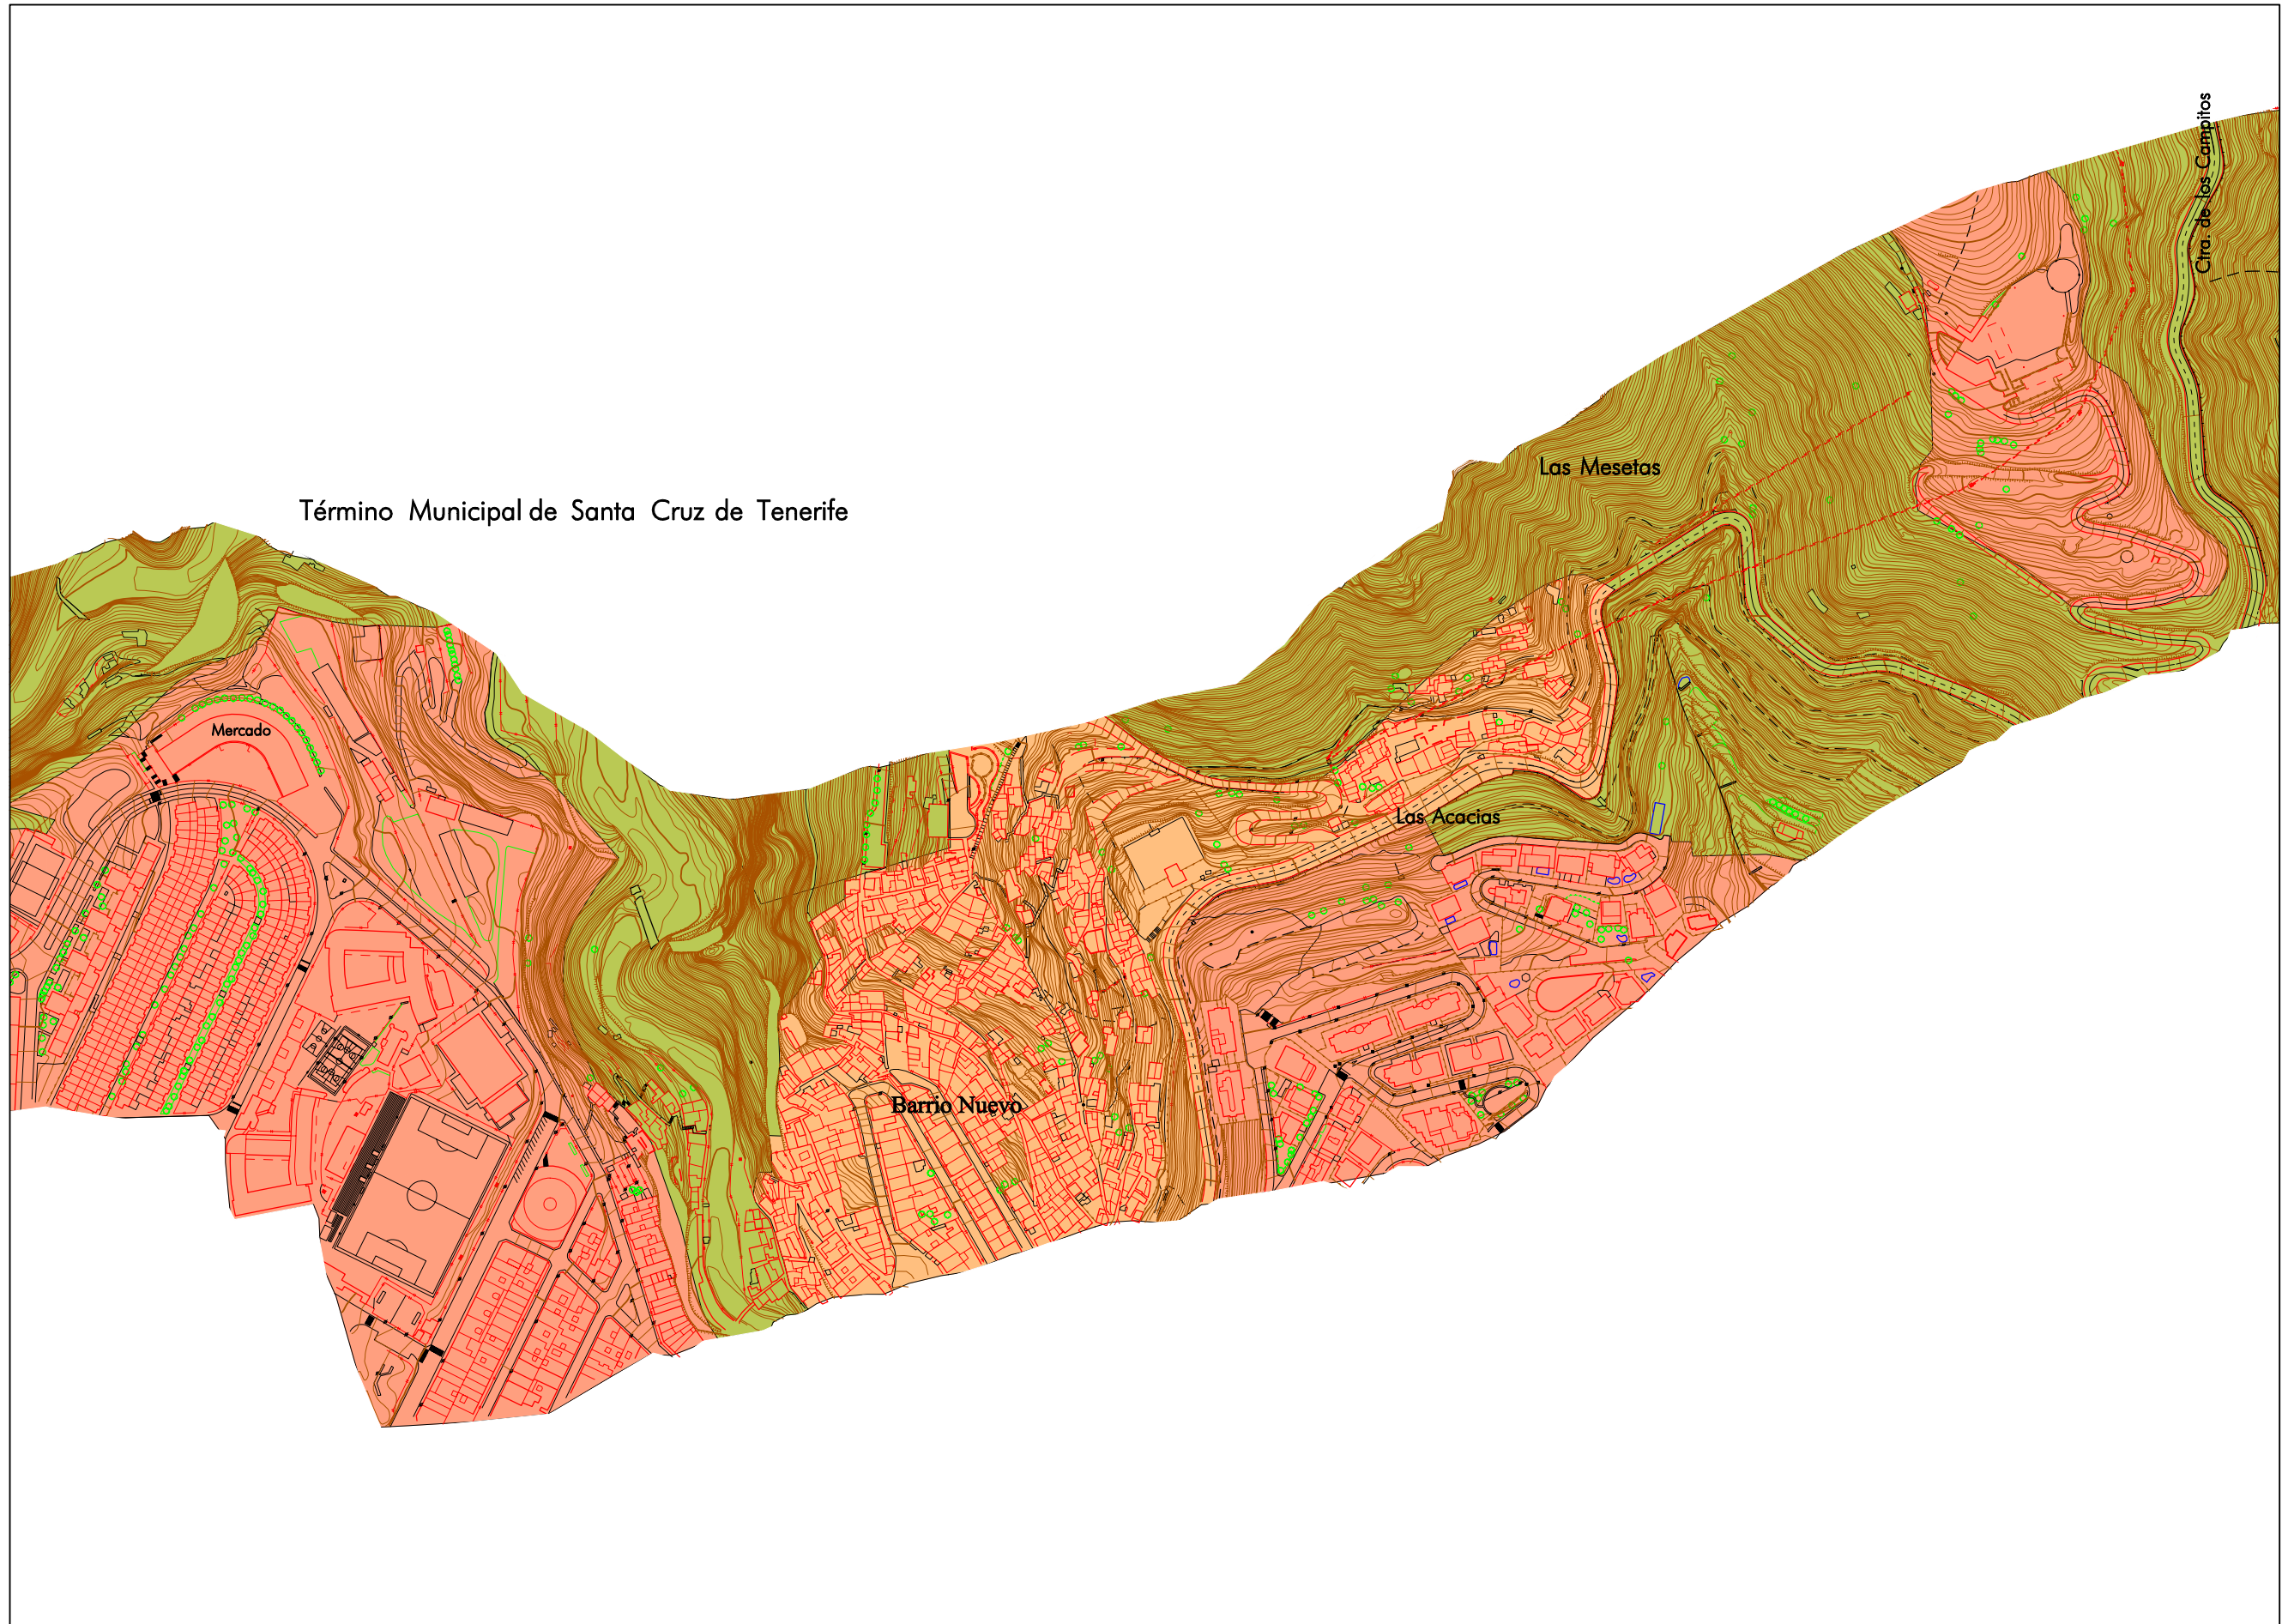 Ctra. de los Campitos
Las Mesetas
Término Municipal de Santa Cruz de Tenerife
Mercado
Las Acacias
Barrio Nuevo